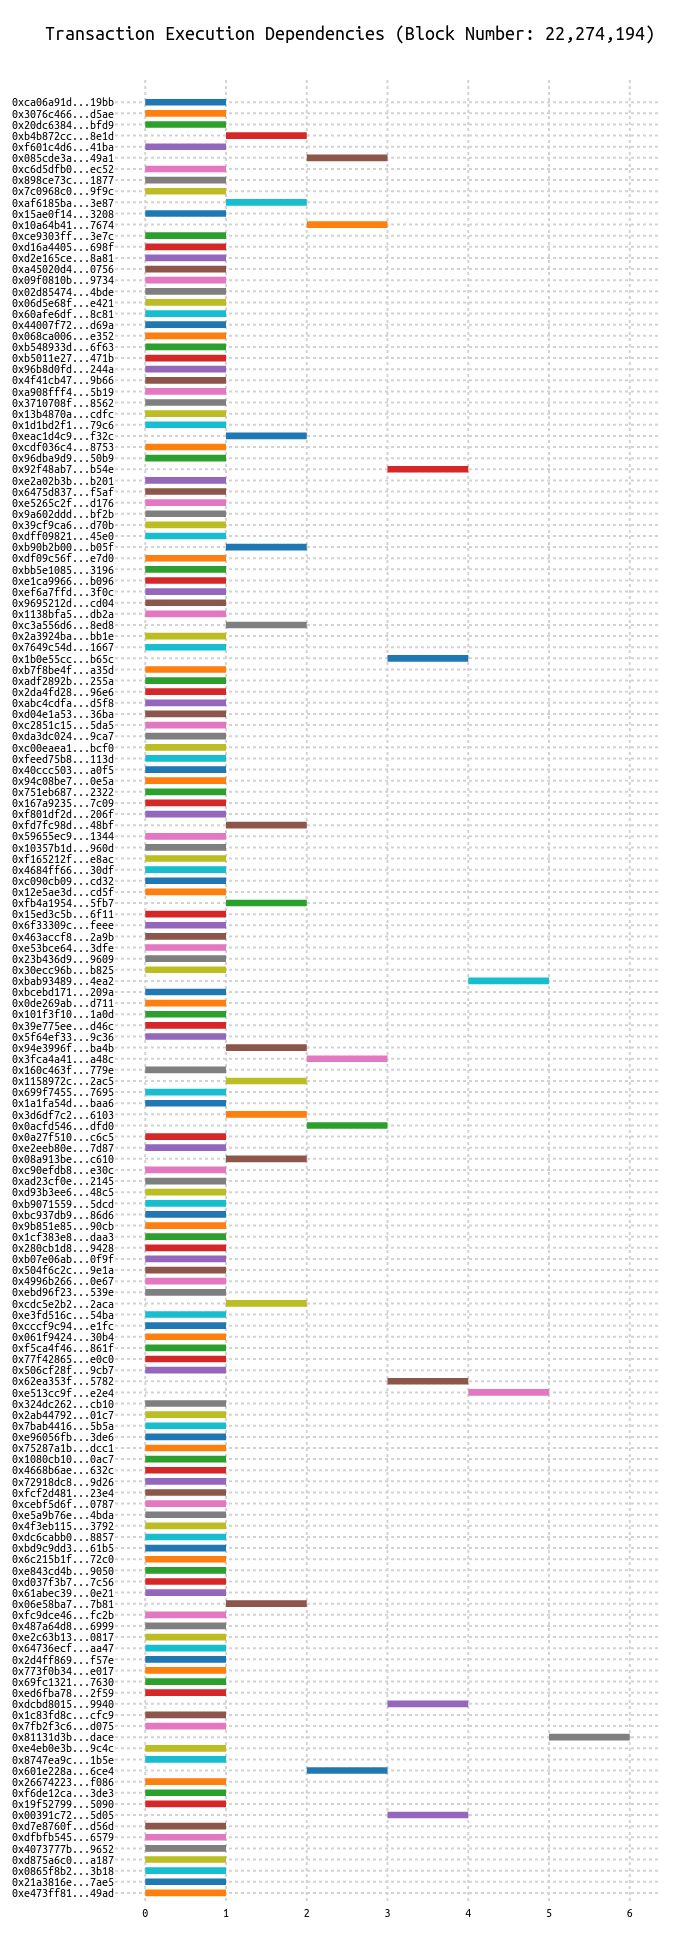 Transaction Execution Dependencies (Block Number: 22,274,194)
0xca06a91d...19bb
0x3076c466...d5ae
0x20dc6384...bfd9
0xb4b872cc...8e1d
0xf601c4d6...41ba
0x085cde3a...49a1
0xc6d5dfb0...ec52
0x898ce73c...1877
0x7c0968c0...9f9c
0xaf6185ba...3e87
0x15ae0f14...3208
0x10a64b41...7674
0xce9303ff...3e7c
0xd16a4405...698f
0xd2e165ce...8a81
0xa45020d4...0756
0x09f0810b...9734
0x02d85474...4bde
0x06d5e68f...e421
0x60afe6df...8c81
0x44007f72...d69a
0x068ca006...e352
0xb548933d...6f63
0xb5011e27...471b
0x96b8d0fd...244a
0x4f41cb47...9b66
0xa908fff4...5b19
0x3710708f...8562
0x13b4870a...cdfc
0x1d1bd2f1...79c6
0xeac1d4c9...f32c
0xcdf036c4...8753
0x96dba9d9...50b9
0x92f48ab7...b54e
0xe2a02b3b...b201
0x6475d837...f5af
0xe5265c2f...d176
0x9a602ddd...bf2b
0x39cf9ca6...d70b
0xdff09821...45e0
0xb90b2b00...b05f
0xdf09c56f...e7d0
0xbb5e1085...3196
0xe1ca9966...b096
0xef6a7ffd...3f0c
0x9695212d...cd04
0x1138bfa5...db2a
0xc3a556d6...8ed8
0x2a3924ba...bb1e
0x7649c54d...1667
0x1b0e55cc...b65c
0xb7f8be4f...a35d
0xadf2892b...255a
0x2da4fd28...96e6
0xabc4cdfa...d5f8
0xd04e1a53...36ba
0xc2851c15...5da5
0xda3dc024...9ca7
0xc00eaea1...bcf0
0xfeed75b8...113d
0x40ccc503...a0f5
0x94c08be7...0e5a
0x751eb687...2322
0x167a9235...7c09
0xf801df2d...206f
0xfd7fc98d...48bf
0x59655ec9...1344
0x10357b1d...960d
0xf165212f...e8ac
0x4684ff66...30df
0xc090cb09...cd32
0x12e5ae3d...cd5f
0xfb4a1954...5fb7
0x15ed3c5b...6f11
0x6f33309c...feee
0x463accf8...2a9b
0xe53bce64...3dfe
0x23b436d9...9609
0x30ecc96b...b825
0xbab93489...4ea2
0xbcebd171...209a
0x0de269ab...d711
0x101f3f10...1a0d
0x39e775ee...d46c
0x5f64ef33...9c36
0x94e3996f...ba4b
0x3fca4a41...a48c
0x160c463f...779e
0x1158972c...2ac5
0x699f7455...7695
0x1a1fa54d...baa6
0x3d6df7c2...6103
0x0acfd546...dfd0
0x0a27f510...c6c5
0xe2eeb80e...7d87
0x08a913be...c610
0xc90efdb8...e30c
0xad23cf0e...2145
0xd93b3ee6...48c5
0xb9071559...5dcd
0xbc937db9...86d6
0x9b851e85...90cb
0x1cf383e8...daa3
0x280cb1d8...9428
0xb07e06ab...0f9f
0x504f6c2c...9e1a
0x4996b266...0e67
0xebd96f23...539e
0xcdc5e2b2...2aca
0xe3fd516c...54ba
0xcccf9c94...e1fc
0x061f9424...30b4
0xf5ca4f46...861f
0x77f42865...e0c0
0x506cf28f...9cb7
0x62ea353f...5782
0xe513cc9f...e2e4
0x324dc262...cb10
0x2ab44792...01c7
0x7bab4416...5b5a
0xe96056fb...3de6
0x75287a1b...dcc1
0x1080cb10...0ac7
0x4668b6ae...632c
0x72918dc8...9d26
0xfcf2d481...23e4
0xcebf5d6f...0787
0xe5a9b76e...4bda
0x4f3eb115...3792
0xdc6cabb0...8857
0xbd9c9dd3...61b5
0x6c215b1f...72c0
0xe843cd4b...9050
0xd037f3b7...7c56
0x61abec39...0e21
0x06e58ba7...7b81
0xfc9dce46...fc2b
0x487a64d8...6999
0xe2c63b13...0817
0x64736ecf...aa47
0x2d4ff869...f57e
0x773f0b34...e017
0x69fc1321...7630
0xed6fba78...2f59
0xdcbd8015...9940
0x1c83fd8c...cfc9
0x7fb2f3c6...d075
0x81131d3b...dace
0xe4eb0e3b...9c4c
0x8747ea9c...1b5e
0x601e228a...6ce4
0x26674223...f086
0xf6de12ca...3de3
0x19f52799...5090
0x00391c72...5d05
0xd7e8760f...d56d
0xdfbfb545...6579
0x4073777b...9652
0xd875a6c0...a187
0x0865f8b2...3b18
0x21a3816e...7ae5
0xe473ff81...49ad
0 1 2 3 4 5 6